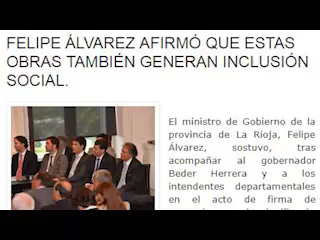 FELIPE ÁLVAREZ AFIRMÓ QUE ESTAS
OBRAS TAMBIÉN GENERAN INCLUSIÓN
SOCIAL.
El ministro de Gobierno de la
provincia de La Rioja, Felipe
Álvarez, sostuvo, tras
acompañar al gobernador
Beder Herrera y a los
intendentes departamentales
en el acto de firma de